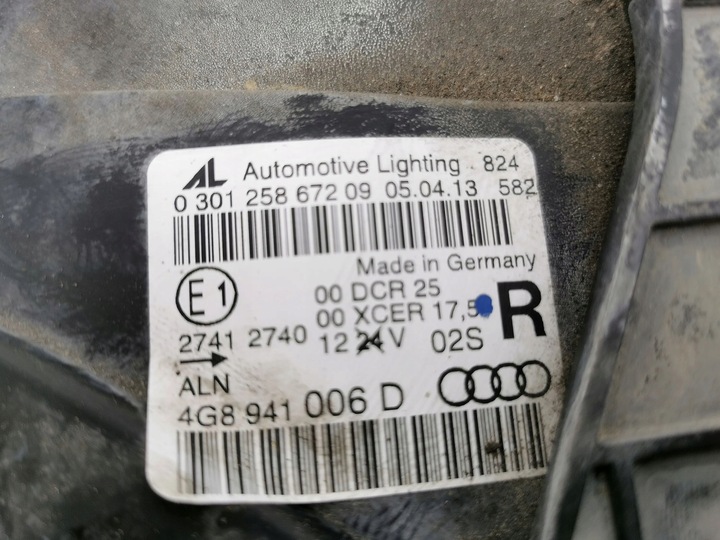 AL Automotive Lighting 824
0 301 258 672 09 05.04.13 582
Made in Germany
E1 00 DCR 25
00 XCER 17,5 R
2741 2740 12 24 V 02S
ALN
4G8 941 006 D